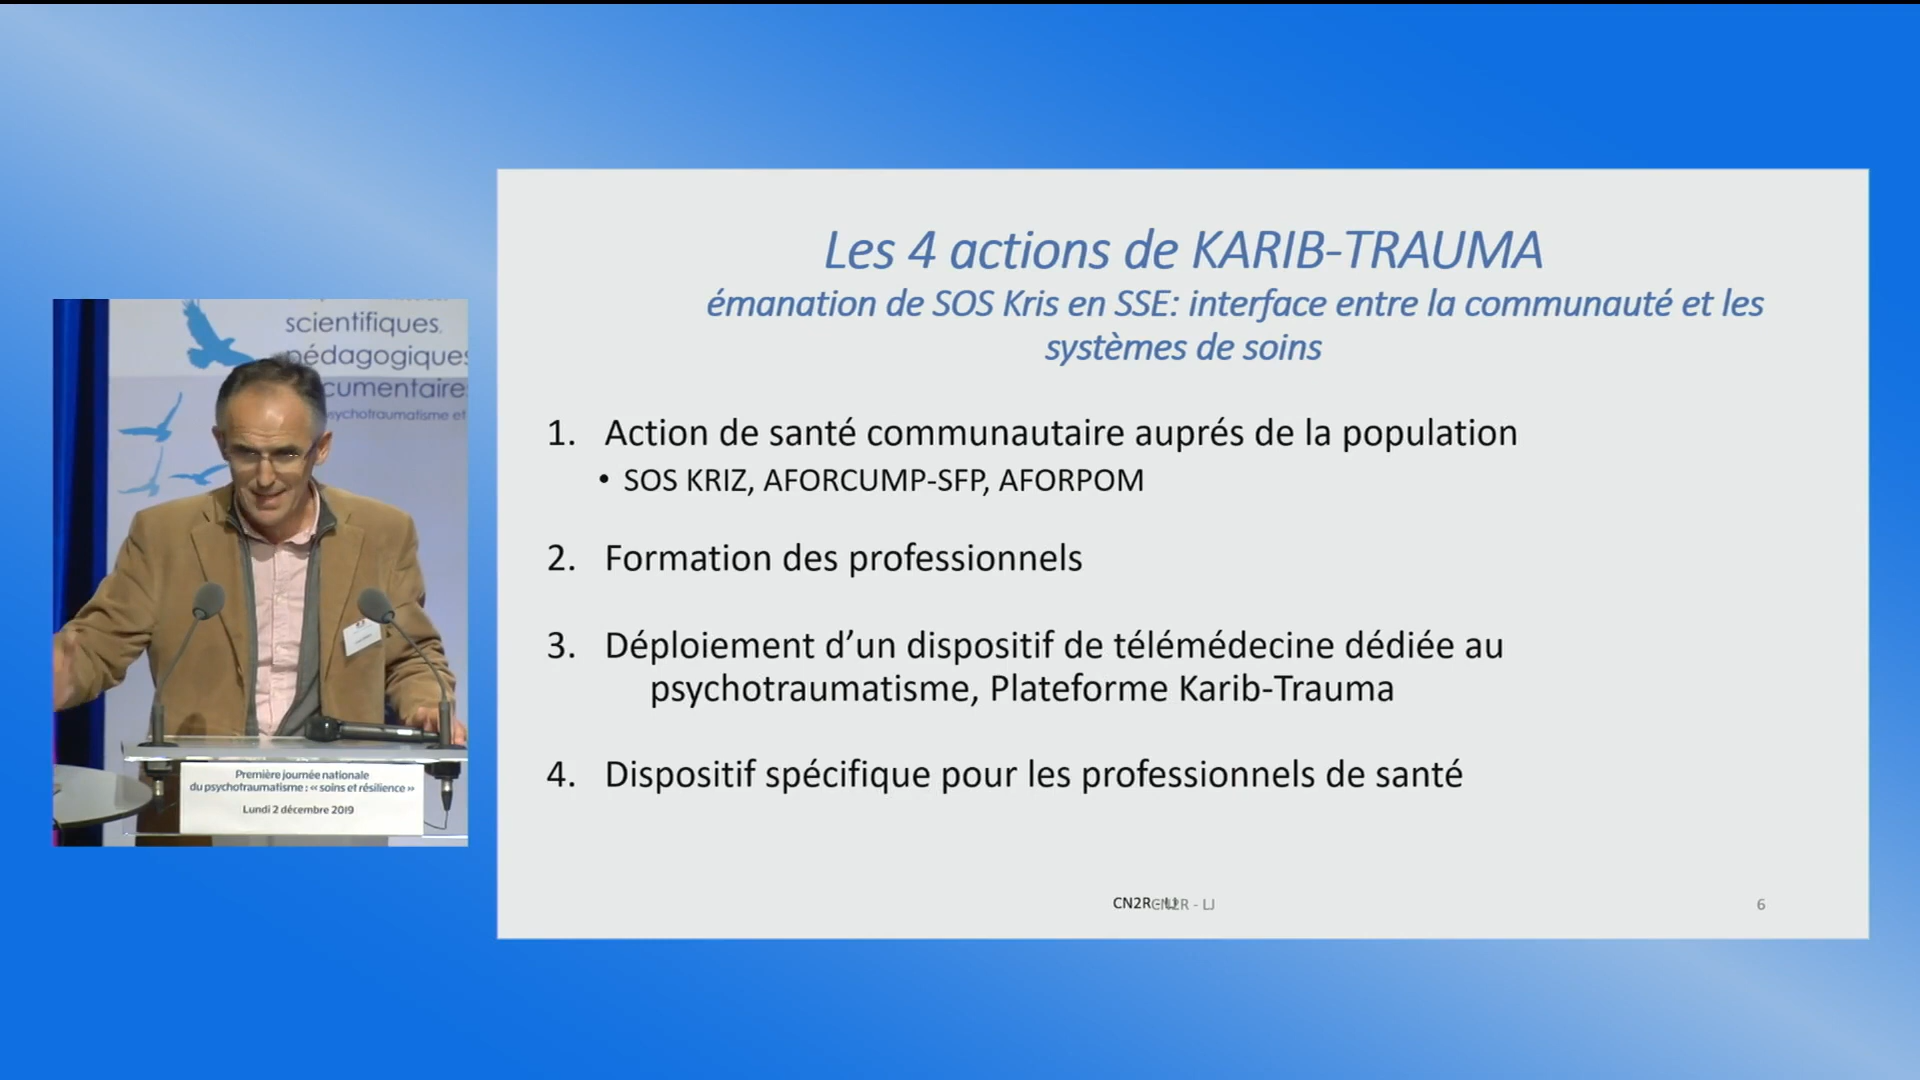 scientifiques,
pédagogiques
cumentaire
sychotraumatisme et
Première journée nationale
du psychotraumatisme : « soins et résilience »
Lundi 2 décembre 2019
Les 4 actions de KARIB-TRAUMA
émanation de SOS Kris en SSE: interface entre la communauté et les
systèmes de soins
1. Action de santé communautaire auprés de la population
• SOS KRIZ, AFORCUMP-SFP, AFORPOM
2. Formation des professionnels
3. Déploiement d’un dispositif de télémédecine dédiée au
psychotraumatisme, Plateforme Karib-Trauma
4. Dispositif spécifique pour les professionnels de santé
CN2R - LJ
CN2R - LJ
6